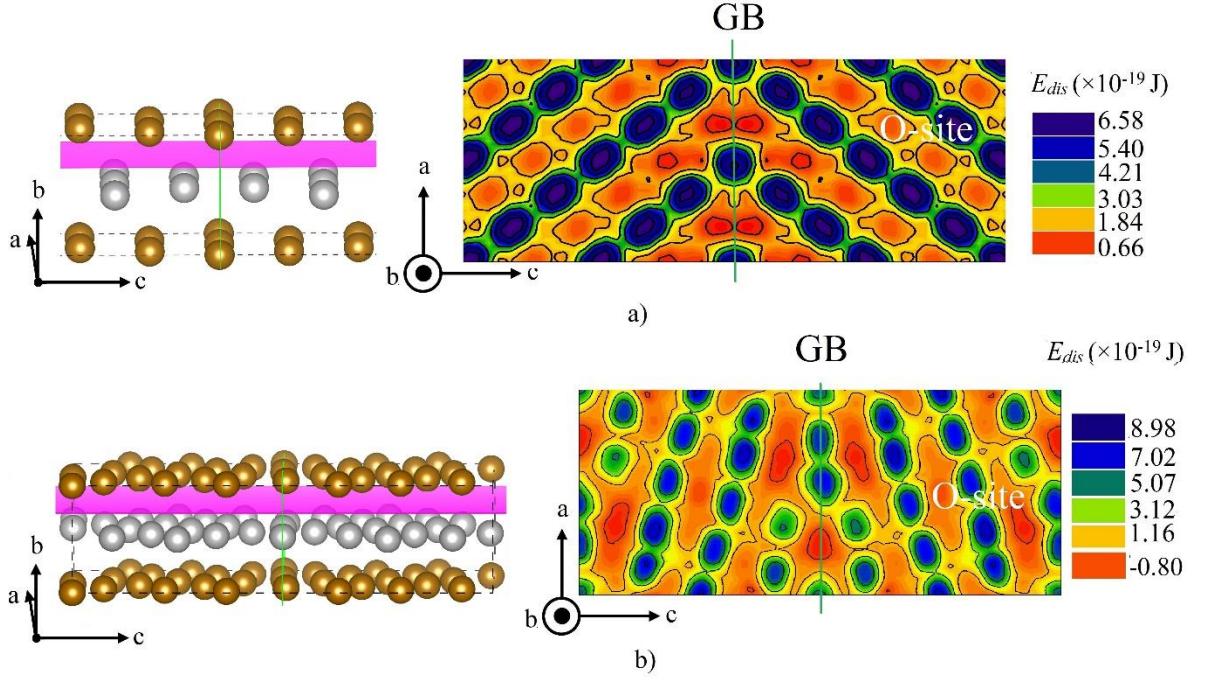 GB
E_dis (×10⁻¹⁹ J)
O-site
6.58
5.40
4.21
3.03
1.84
0.66
b
a
c
a
b
c
a)
GB
E_dis (×10⁻¹⁹ J)
O-site
8.98
7.02
5.07
3.12
1.16
-0.80
b
a
c
a
b
c
b)